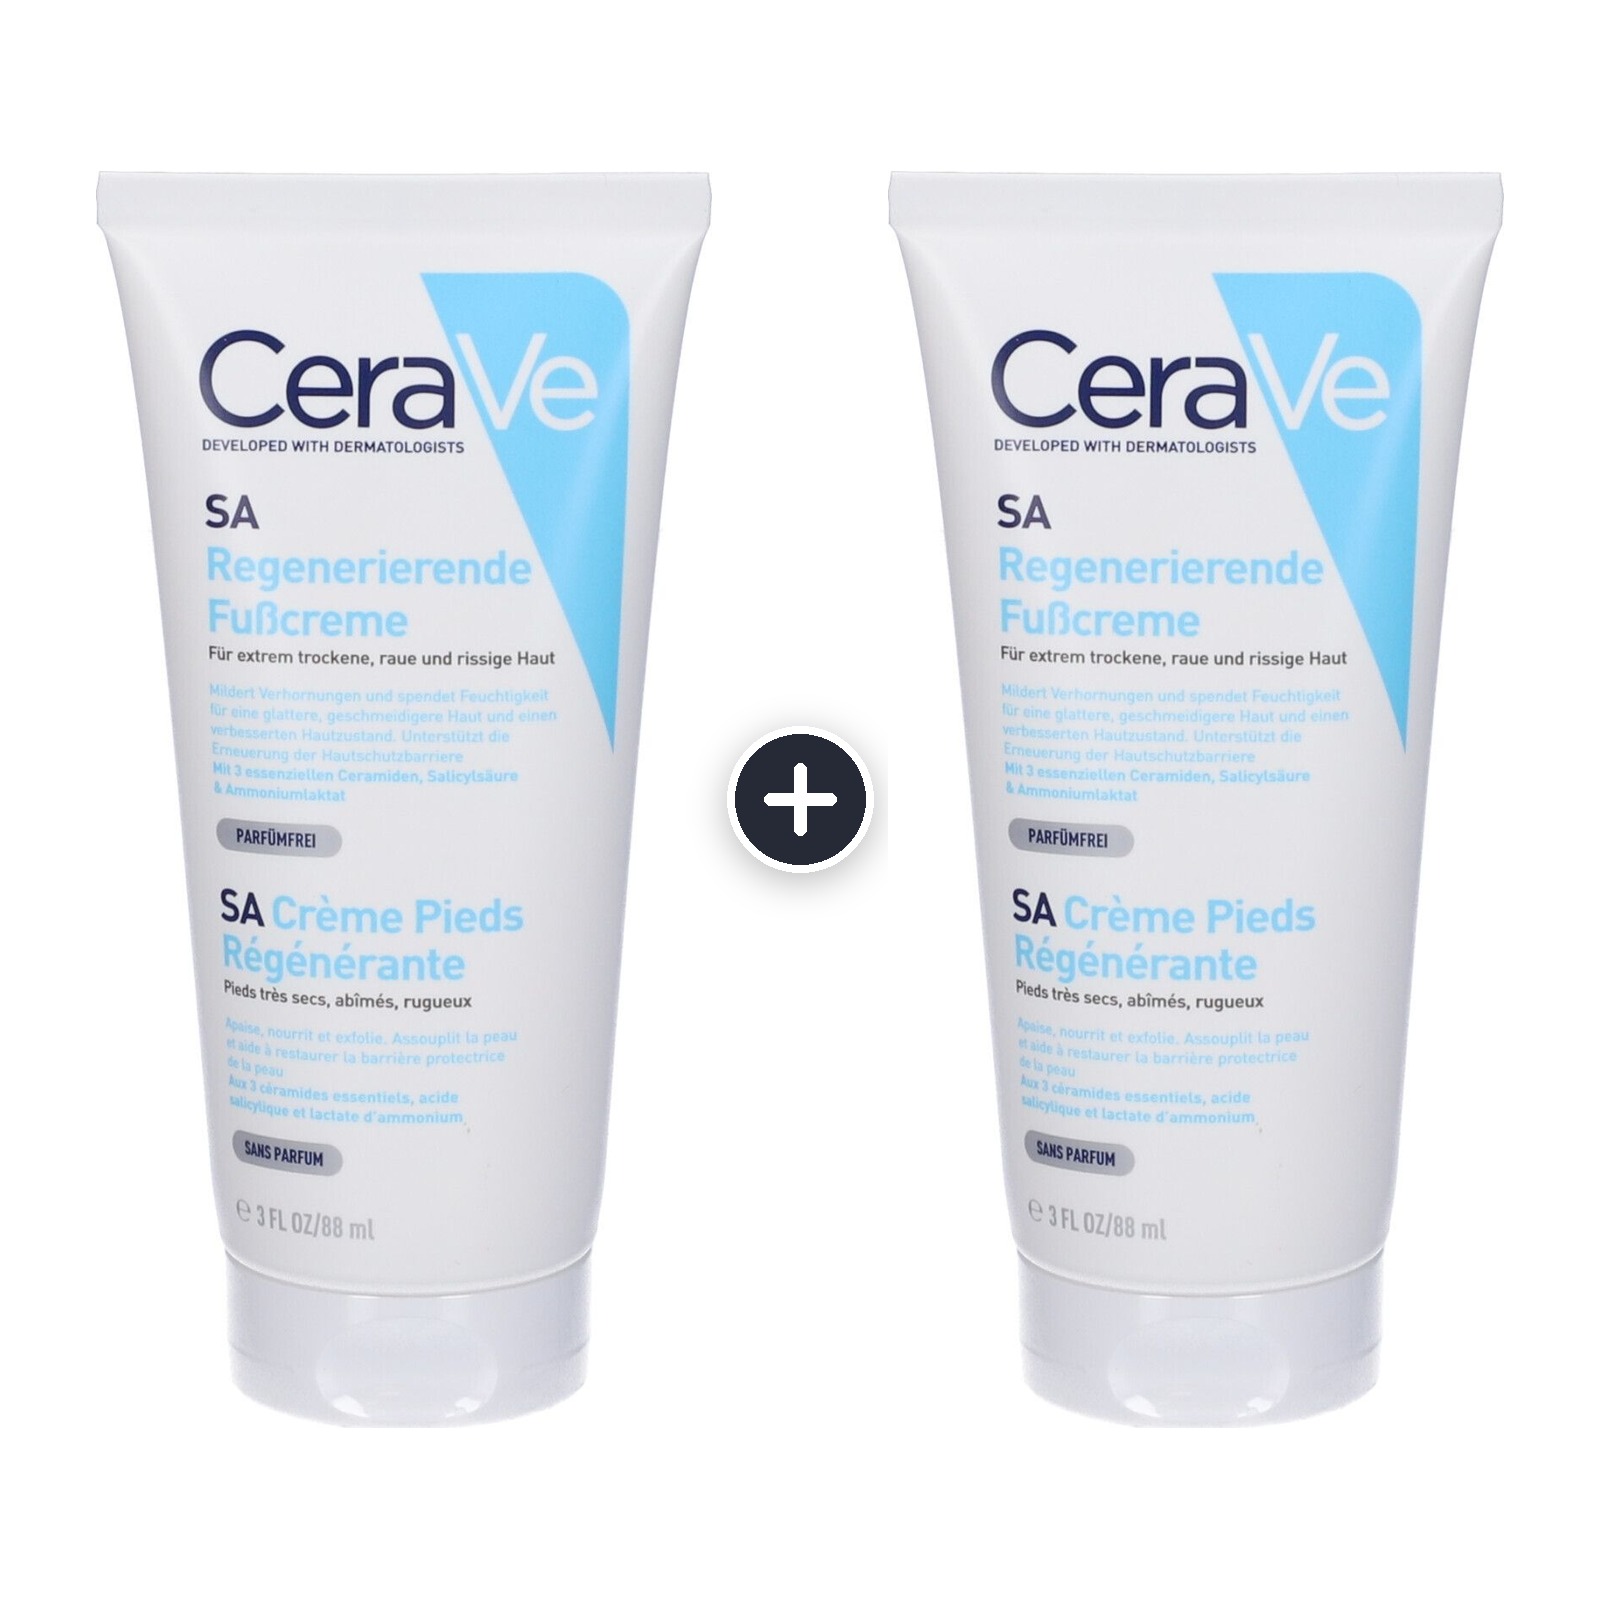 CeraVe
DEVELOPED WITH DERMATOLOGISTS
SA
Regenerierende
Fußcreme
Für extrem trockene, raue und rissige Haut
Mildert Verhornungen und spendet Feuchtigkeit
für eine glattere, geschmeidigere Haut und einen
verbesserten Hautzustand. Unterstützt die
Erneuerung der Hautschutzbarriere
Mit 3 essenziellen Ceramiden, Salicylsäure
& Ammoniumlaktat
PARFÜMFREI
SA Crème Pieds
Régénérante
Pieds très secs, abîmés, rugueux
Apaise, nourrit et exfolie. Assouplit la peau
et aide à restaurer la barrière protectrice
de la peau
Aux 3 céramides essentiels, acide
salicylique et lactate d'ammonium
SANS PARFUM
℮ 3 FL OZ/88 ml
CeraVe
DEVELOPED WITH DERMATOLOGISTS
SA
Regenerierende
Fußcreme
Für extrem trockene, raue und rissige Haut
Mildert Verhornungen und spendet Feuchtigkeit
für eine glattere, geschmeidigere Haut und einen
verbesserten Hautzustand. Unterstützt die
Erneuerung der Hautschutzbarriere
Mit 3 essenziellen Ceramiden, Salicylsäure
& Ammoniumlaktat
PARFÜMFREI
SA Crème Pieds
Régénérante
Pieds très secs, abîmés, rugueux
Apaise, nourrit et exfolie. Assouplit la peau
et aide à restaurer la barrière protectrice
de la peau
Aux 3 céramides essentiels, acide
salicylique et lactate d'ammonium
SANS PARFUM
℮ 3 FL OZ/88 ml